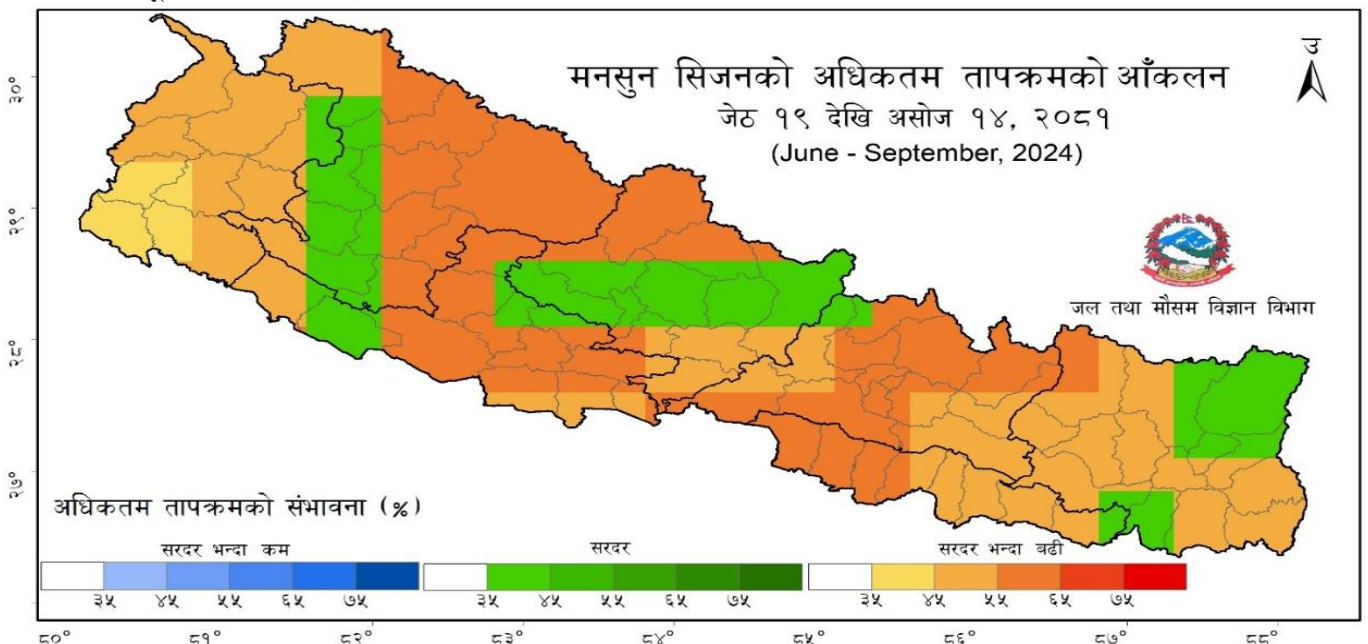 मनसुन सिजनको अधिकतम तापक्रमको आँकलन
जेठ १९ देखि असोज १४, २०८१
(June - September, 2024)
उ
जल तथा मौसम विज्ञान विभाग
३०°
२९°
२८°
२७°
अधिकतम तापक्रमको संभावना (%)
सरदर भन्दा कम
सरदर
सरदर भन्दा बढी
३५ ४५ ५५ ६५ ७५
३५ ४५ ५५ ६५ ७५
३५ ४५ ५५ ६५ ७५
८०° ८१° ८२° ८३° ८४° ८५° ८६° ८७° ८८°